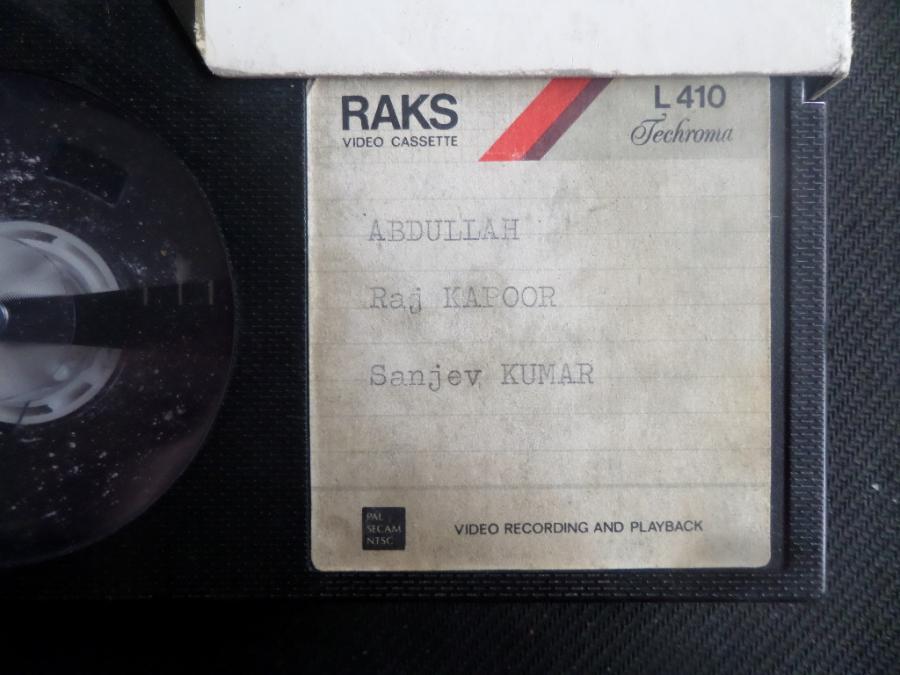 RAKS
VIDEO CASSETTE
L 410
Techroma
ABDULLAH
Raj KAPOOR
Sanjev KUMAR
PAL
SECAM
NTSC
VIDEO RECORDING AND PLAYBACK